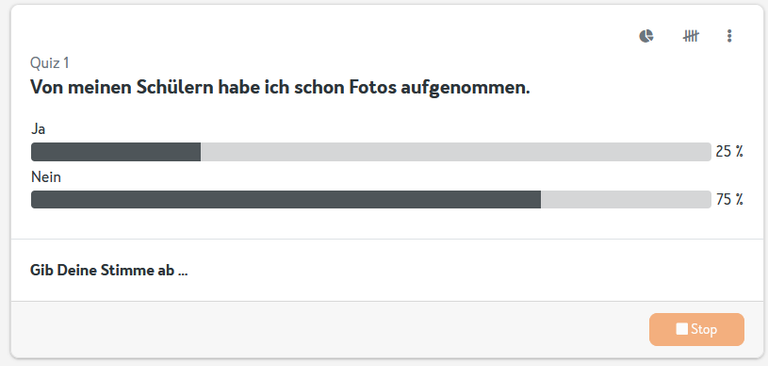 Quiz 1
Von meinen Schülern habe ich schon Fotos aufgenommen.
Ja
25 %
Nein
75 %
Gib Deine Stimme ab ...
Stop